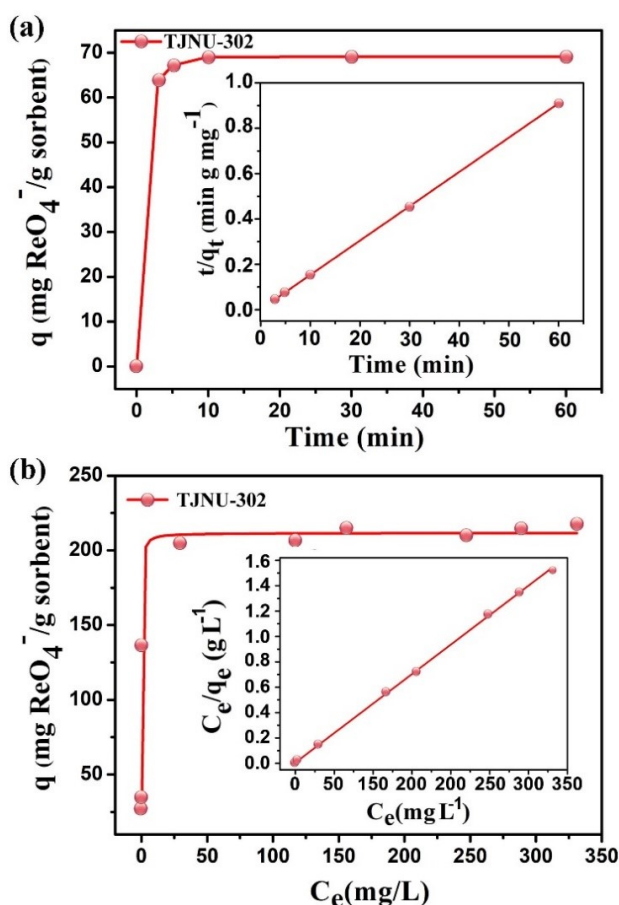 (a)
TJNU-302
q (mg ReO4-/g sorbent)
70
60
50
40
30
20
10
0
0 10 20 30 40 50 60
Time (min)
t/qt (min g mg-1)
1.0
0.8
0.6
0.4
0.2
0.0
0 10 20 30 40 50 60
Time (min)
(b)
TJNU-302
q (mg ReO4-/g sorbent)
250
200
150
100
50
0
0 50 100 150 200 250 300 350
Ce(mg/L)
Ce/qe (g L-1)
1.6
1.4
1.2
1.0
0.8
0.6
0.4
0.2
0.0
0 50 100 150 200 250 300 350
Ce(mg L-1)